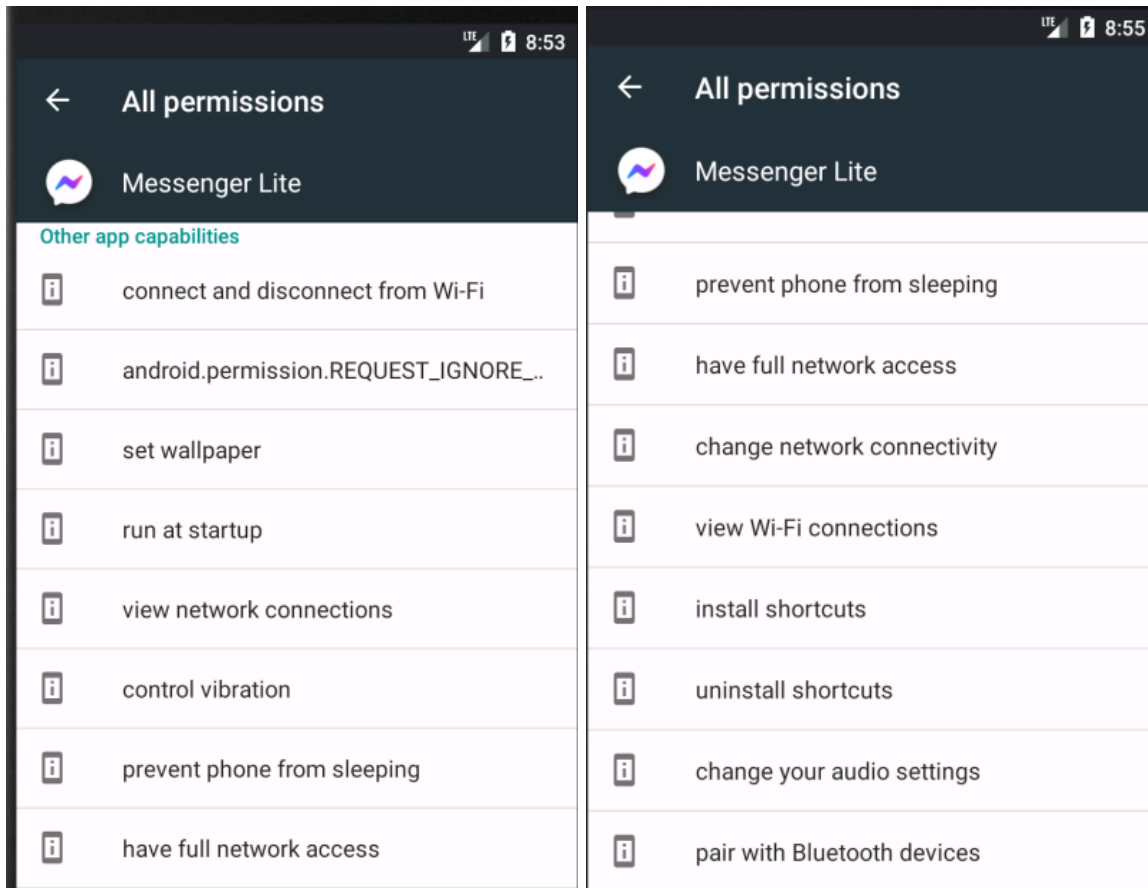 LTE 8:53
All permissions
Messenger Lite
Other app capabilities
connect and disconnect from Wi-Fi
android.permission.REQUEST_IGNORE_..
set wallpaper
run at startup
view network connections
control vibration
prevent phone from sleeping
have full network access
LTE 8:55
All permissions
Messenger Lite
prevent phone from sleeping
have full network access
change network connectivity
view Wi-Fi connections
install shortcuts
uninstall shortcuts
change your audio settings
pair with Bluetooth devices